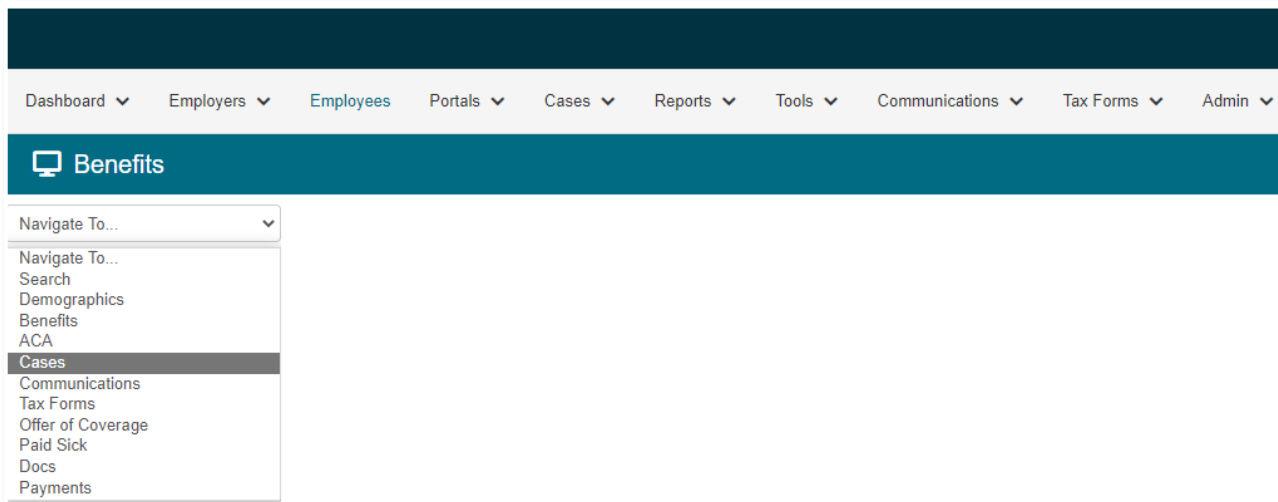 Dashboard Employers Employees Portals Cases Reports Tools Communications Tax Forms Admin
Benefits
Navigate To...
Navigate To...
Search
Demographics
Benefits
ACA
Cases
Communications
Tax Forms
Offer of Coverage
Paid Sick
Docs
Payments